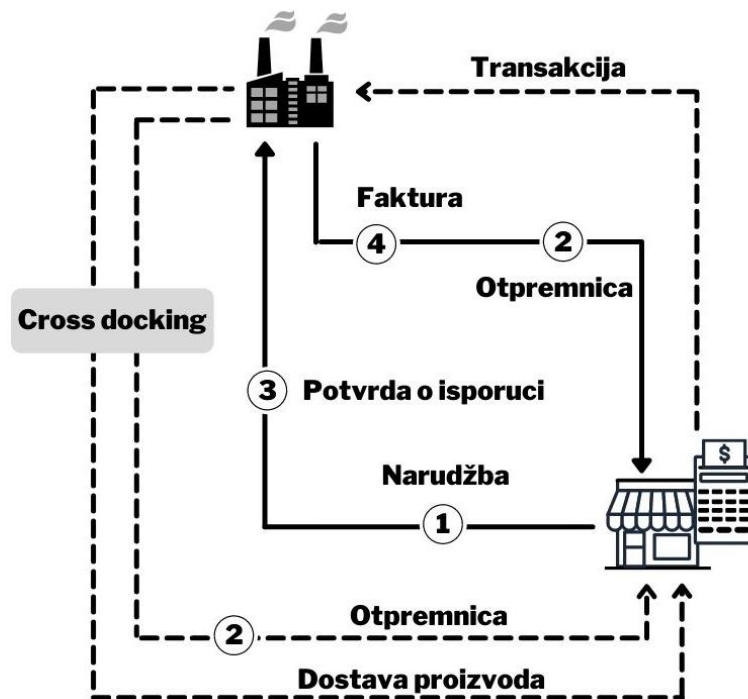 Transakcija
Faktura
4
2
Otpremnica
Cross docking
3
Potvrda o isporuci
$
Narudžba
1
Otpremnica
2
Dostava proizvoda